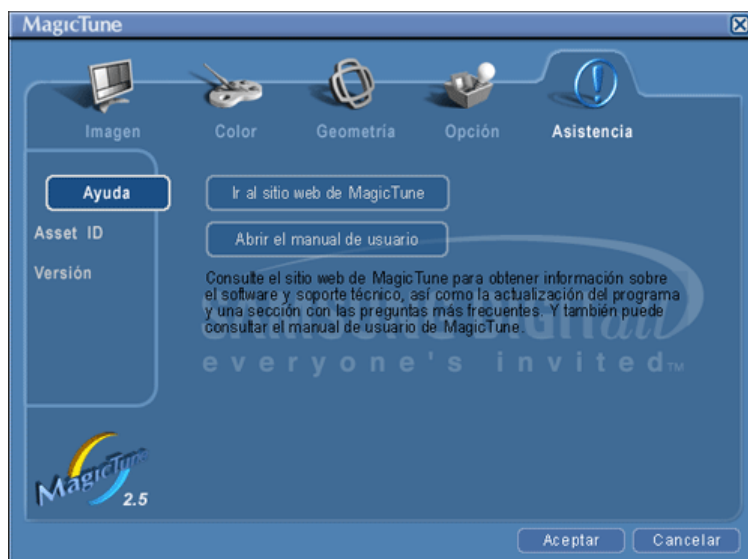 MagicTune
Imagen
Color
Geometría
Opción
Asistencia
Ayuda
Asset ID
Versión
Ir al sitio web de MagicTune
Abrir el manual de usuario
Consulte el sitio web de MagicTune para obtener información sobre
el software y soporte técnico, así como la actualización del programa
y una sección con las preguntas más frecuentes. Y también puede
consultar el manual de usuario de MagicTune.
SAMSUNG DIGITall
everyone's invited™
MagicTune
2.5
Aceptar
Cancelar